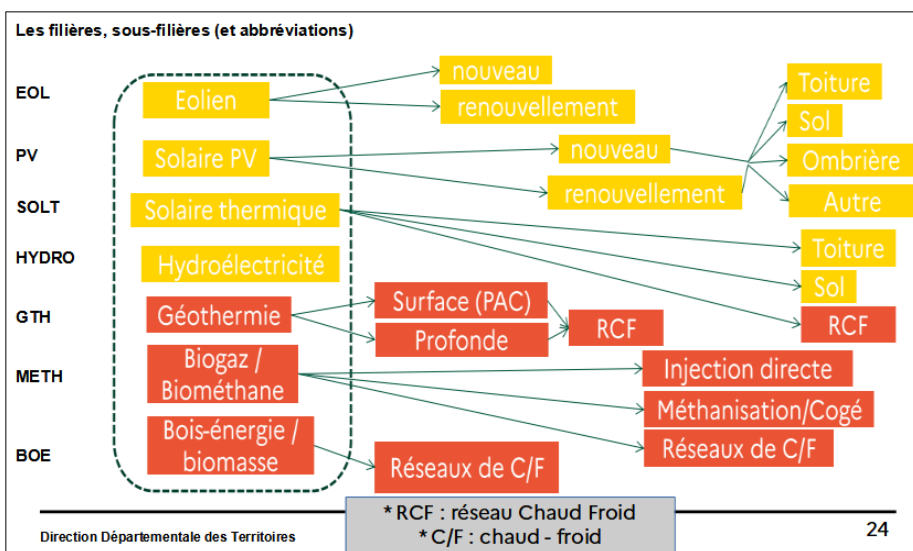 Les filières, sous-filières (et abbréviations)
EOL
Eolien
nouveau
renouvellement
PV
Solaire PV
nouveau
renouvellement
Toiture
Sol
Ombrière
Autre
SOLT
Solaire thermique
Toiture
Sol
RCF
HYDRO
Hydroélectricité
GTH
Géothermie
Surface (PAC)
Profonde
RCF
METH
Biogaz /
Biométhane
Injection directe
Méthanisation/Cogé
Réseaux de C/F
BOE
Bois-énergie /
biomasse
Réseaux de C/F
* RCF : réseau Chaud Froid
* C/F : chaud - froid
Direction Départementale des Territoires
24